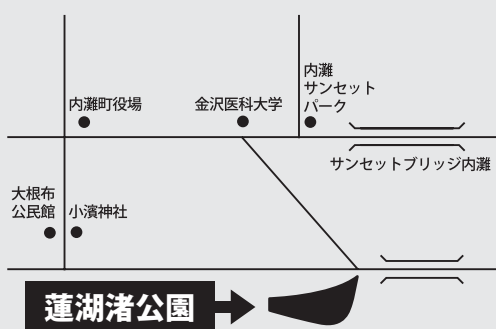 内灘
サンセット
パーク
内灘町役場
金沢医科大学
サンセットブリッジ内灘
大根布
公民館
小濱神社
蓮湖渚公園